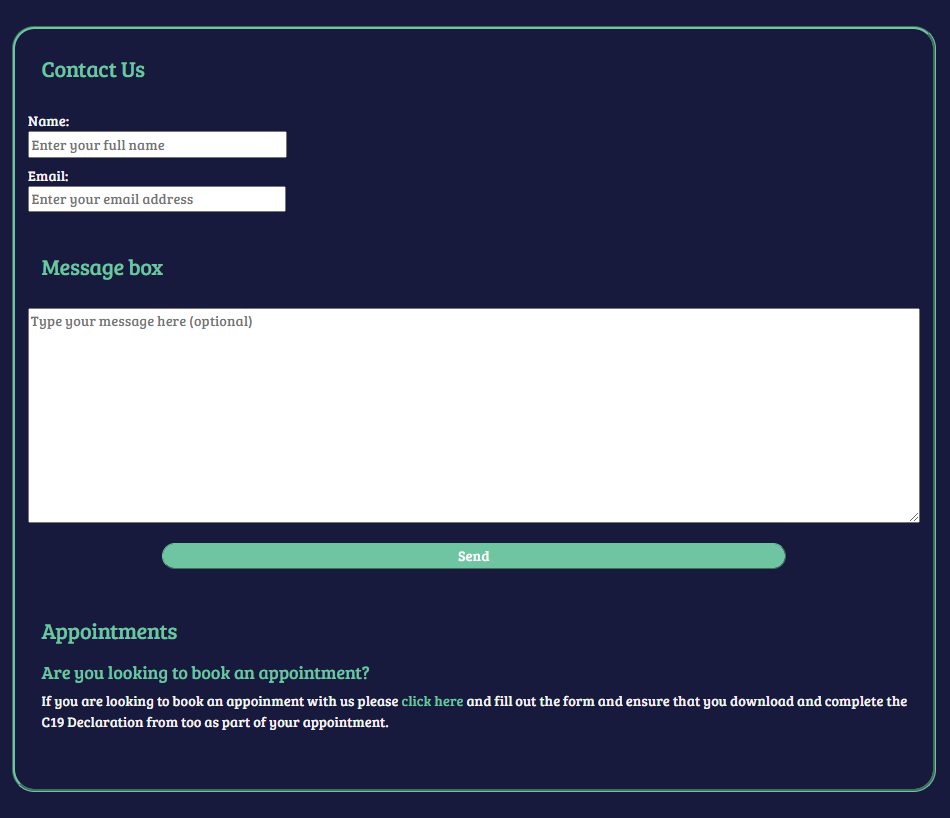 Contact Us
Name:
Enter your full name
Email:
Enter your email address
Message box
Type your message here (optional)
Send
Appointments
Are you looking to book an appointment?
If you are looking to book an appoinment with us please click here and fill out the form and ensure that you download and complete the
C19 Declaration from too as part of your appointment.